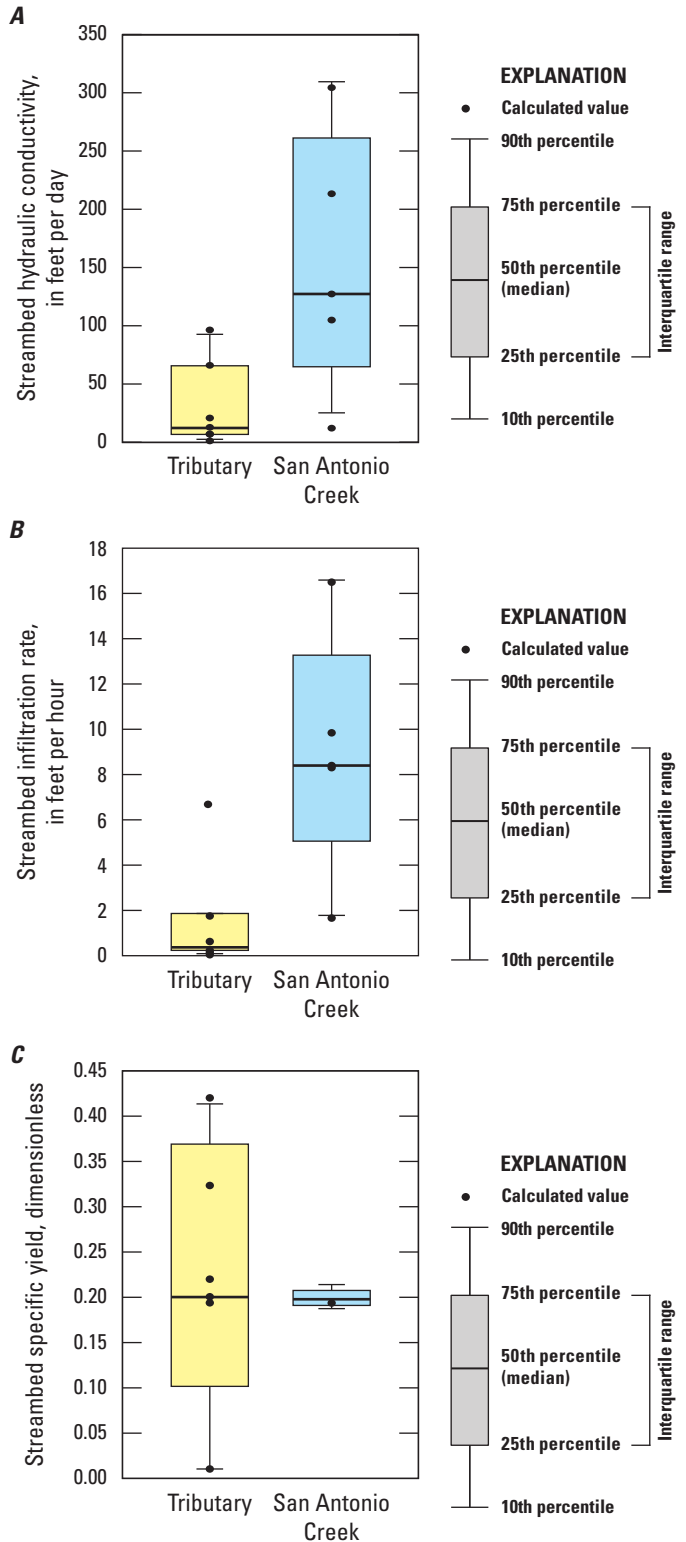 A
Streambed hydraulic conductivity,
in feet per day
350
300
250
200
150
100
50
0
Tributary
San Antonio
Creek
EXPLANATION
Calculated value
90th percentile
75th percentile
50th percentile
(median)
25th percentile
10th percentile
Interquartile range
B
Streambed infiltration rate,
in feet per hour
18
16
14
12
10
8
6
4
2
0
Tributary
San Antonio
Creek
EXPLANATION
Calculated value
90th percentile
75th percentile
50th percentile
(median)
25th percentile
10th percentile
Interquartile range
C
Streambed specific yield, dimensionless
0.45
0.40
0.35
0.30
0.25
0.20
0.15
0.10
0.05
0.00
Tributary
San Antonio
Creek
EXPLANATION
Calculated value
90th percentile
75th percentile
50th percentile
(median)
25th percentile
10th percentile
Interquartile range